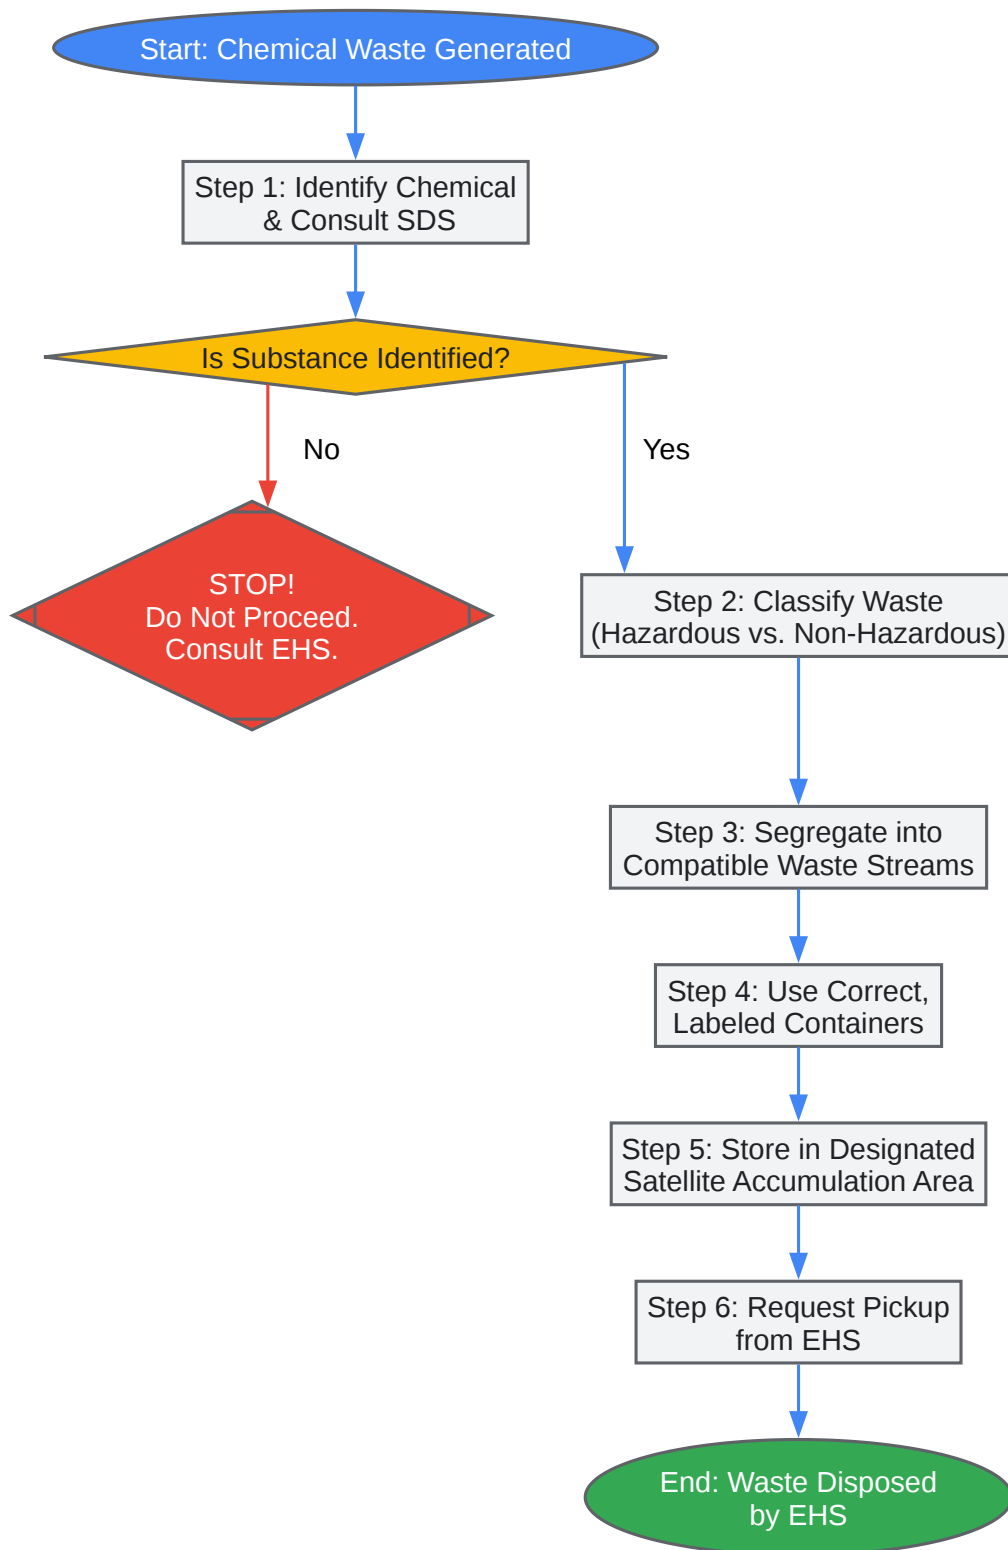 Start: Chemical Waste Generated
Step 1: Identify Chemical
& Consult SDS
Is Substance Identified?
No
Yes
STOP!
Do Not Proceed.
Consult EHS.
Step 2: Classify Waste
(Hazardous vs. Non-Hazardous)
Step 3: Segregate into
Compatible Waste Streams
Step 4: Use Correct,
Labeled Containers
Step 5: Store in Designated
Satellite Accumulation Area
Step 6: Request Pickup
from EHS
End: Waste Disposed
by EHS